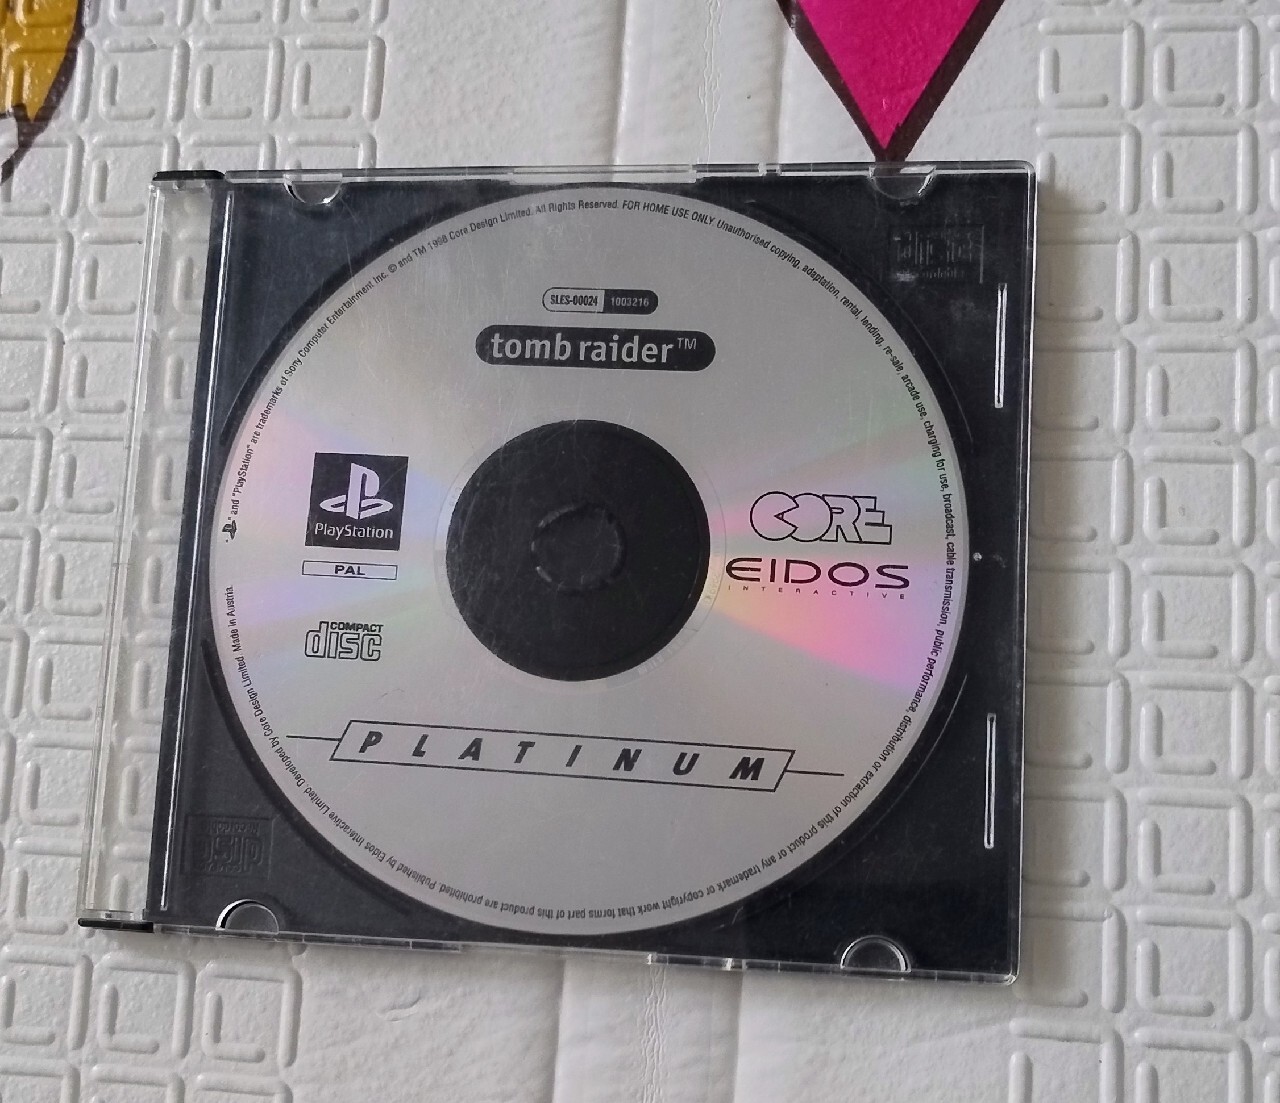 SLES-00024 1003216
tomb raider™
PlayStation
PAL
COMPACT
disc
CORE
EIDOS
INTERACTIVE
PLATINUM
" and "PlayStation" are trademarks of Sony Computer Entertainment Inc. © and TM 1998 Core Design Limited. All Rights Reserved. FOR HOME USE ONLY. Unauthorised copying, adaptation, rental, lending, re-sale, arcade use, charging for use, broadcast, cable transmission, public performance, distribution or extraction of this product or any trademark or copyright work that forms part of this product are prohibited. Published by Eidos Interactive Limited. Developed by Core Design Limited. Made in Austria.